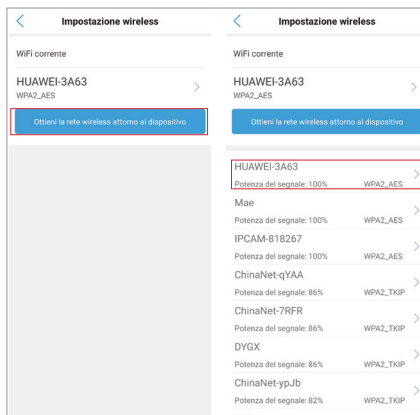 Impostazione wireless
WiFi corrente
HUAWEI-3A63
WPA2_AES
Ottieni la rete wireless attorno al dispositivo
Impostazione wireless
WiFi corrente
HUAWEI-3A63
WPA2_AES
Ottieni la rete wireless attorno al dispositivo
HUAWEI-3A63
Potenza del segnale: 100% WPA2_AES
Mae
Potenza del segnale: 100% WPA2_AES
IPCAM-818267
Potenza del segnale: 100% WPA2_AES
ChinaNet-qYAA
Potenza del segnale: 86% WPA2_TKIP
ChinaNet-7RFR
Potenza del segnale: 86% WPA2_TKIP
DYGX
Potenza del segnale: 86% WPA2_TKIP
ChinaNet-ypJb
Potenza del segnale: 82% WPA2_TKIP